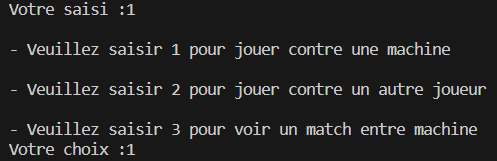 Votre saisi :1
- Veuillez saisir 1 pour jouer contre une machine
- Veuillez saisir 2 pour jouer contre un autre joueur
- Veuillez saisir 3 pour voir un match entre machine
Votre choix :1